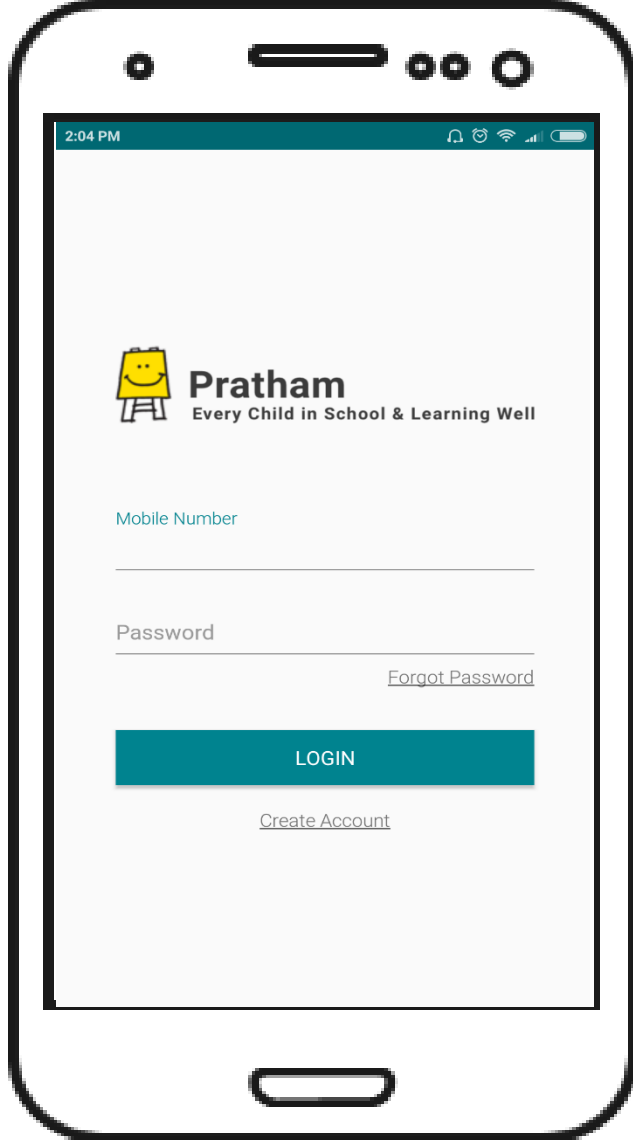 2:04 PM
Pratham
Every Child in School & Learning Well
Mobile Number
Password
Forgot Password
LOGIN
Create Account